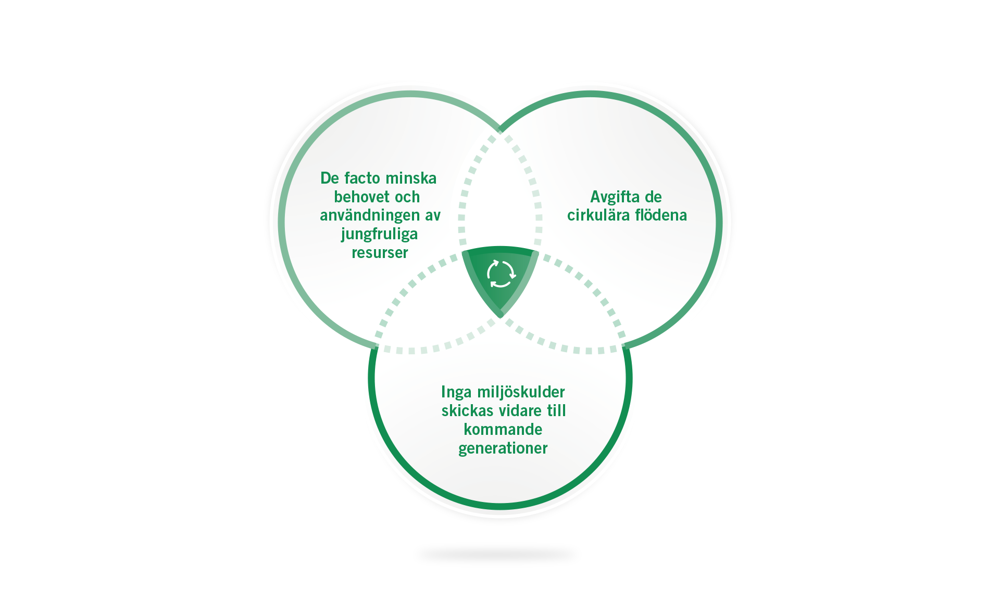 De facto minska
behovet och
användningen av
jungfruliga
resurser
Avgifta de
cirkulära flödena
Inga miljöskulder
skickas vidare till
kommande
generationer